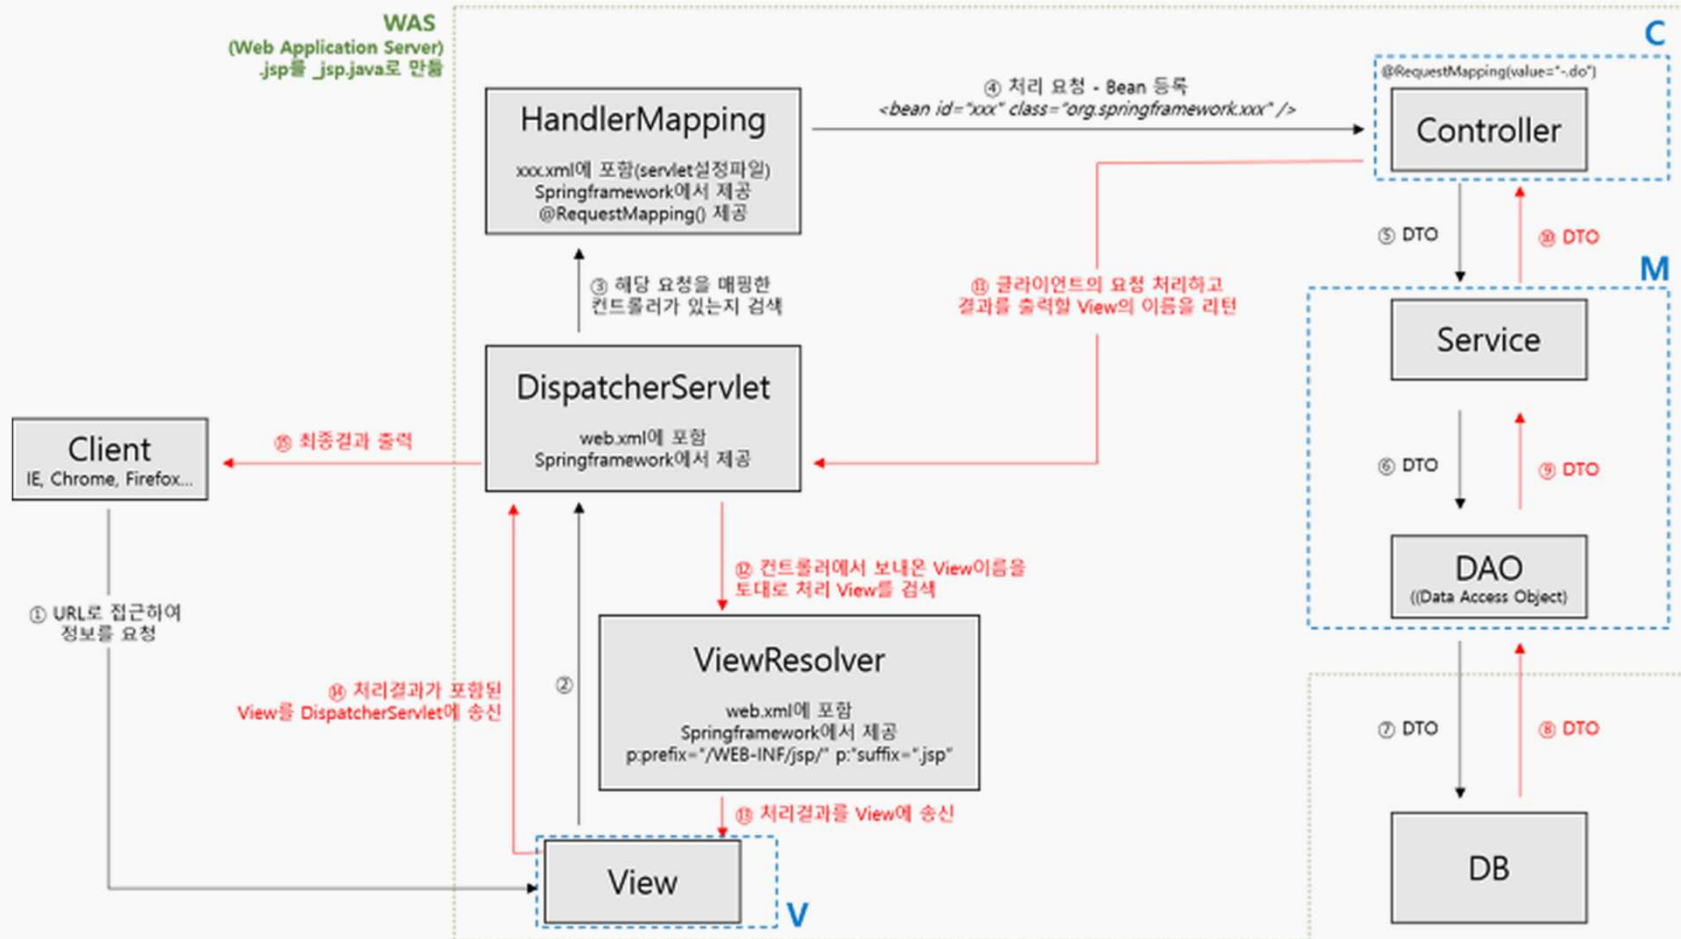 WAS
(Web Application Server)
.jsp를 _jsp.java로 만듦
C
@RequestMapping(value="-.do")
Controller
④ 처리 요청 - Bean 등록
<bean id="xxx" class="org.springframework.xxx" />
HandlerMapping
xxx.xml에 포함(servlet설정파일)
Springframework에서 제공
@RequestMapping() 제공
⑤ DTO
⑩ DTO
③ 해당 요청을 매핑한
컨트롤러가 있는지 검색
⑪ 클라이언트의 요청 처리하고
결과를 출력할 View의 이름을 리턴
M
Service
DispatcherServlet
web.xml에 포함
Springframework에서 제공
Client
IE, Chrome, Firefox...
⑮ 최종결과 출력
⑥ DTO
⑨ DTO
⑫ 컨트롤러에서 보내온 View이름을
토대로 처리 View를 검색
DAO
((Data Access Object)
① URL로 접근하여
정보를 요청
ViewResolver
web.xml에 포함
Springframework에서 제공
p:prefix="/WEB-INF/jsp/" p:"suffix=".jsp"
②
⑭ 처리결과가 포함된
View를 DispatcherServlet에 송신
⑦ DTO
⑧ DTO
⑬ 처리결과를 View에 송신
View
V
DB